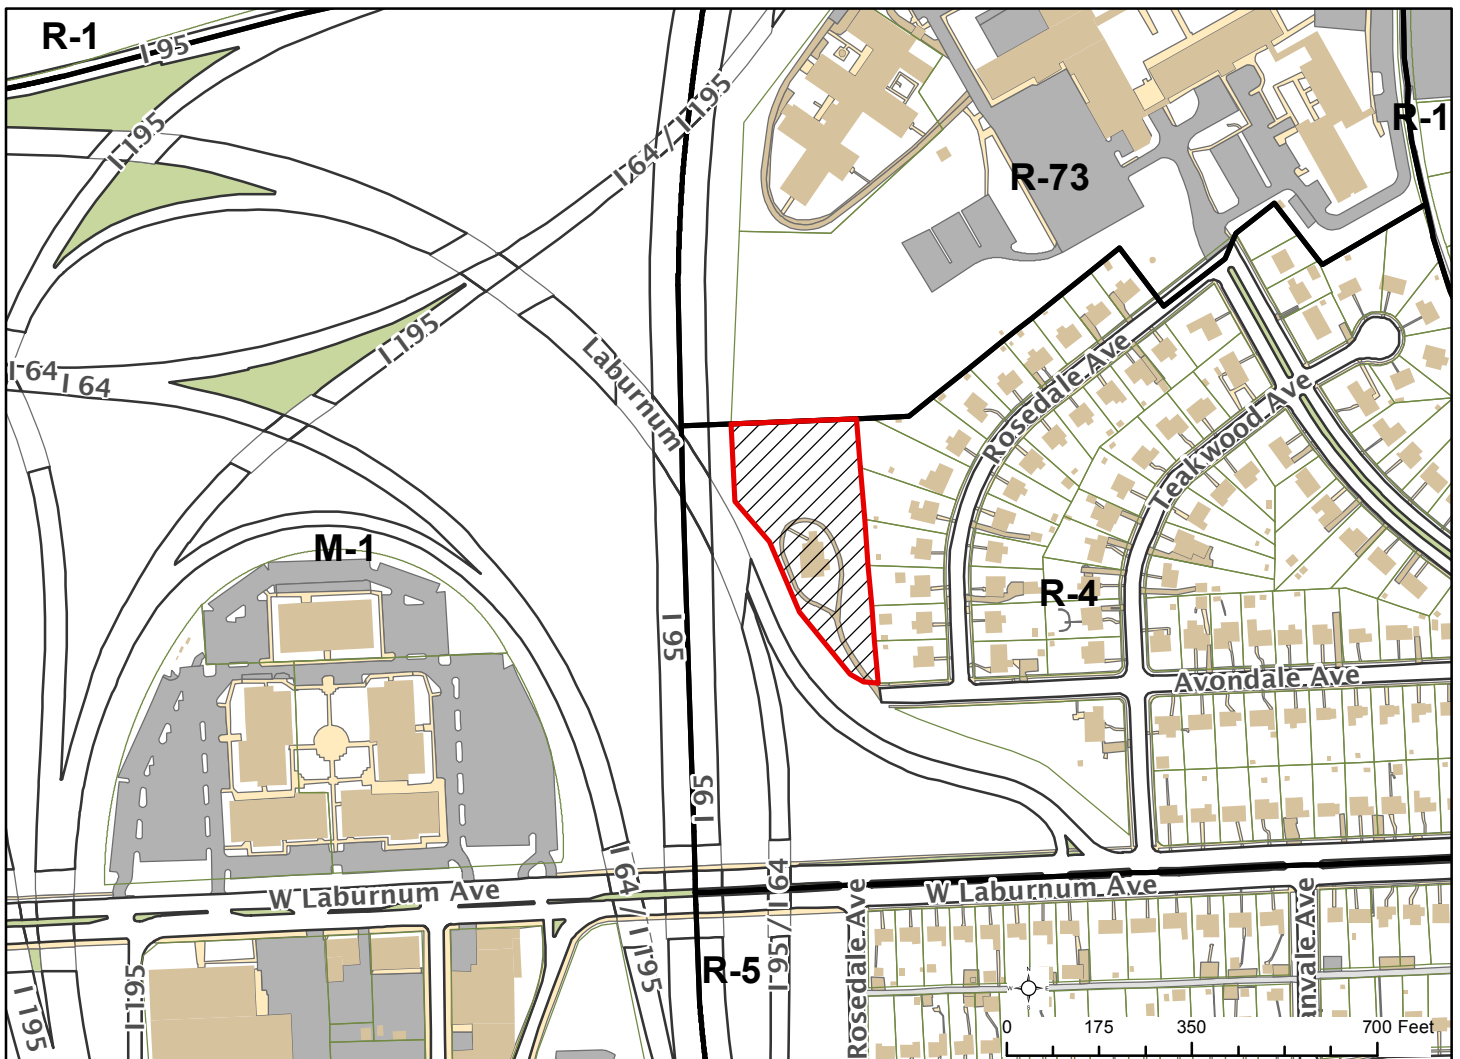 R-1
I 95
I 195
I 64 / I 195
R-1
R-73
I 64
I 64
I 195
Laburnum
Rosedale Ave
Teakwood Ave
M-1
R-4
I 95
Avondale Ave
I 95
W Laburnum Ave
I 64 / I 195
I 95 / I 64
Rosedale Ave
W Laburnum Ave
anvale Ave
R-5
I 195
I 195
N
W E
S
0 175 350 700 Feet